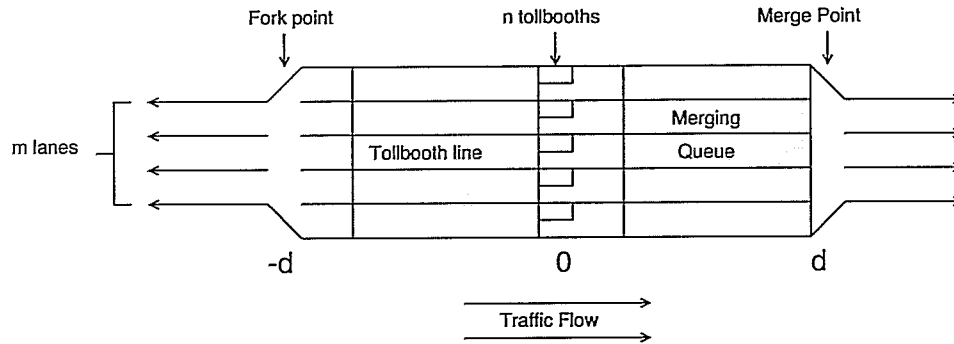 Fork point
n tollbooths
Merge Point
m lanes
Tollbooth line
Merging
Queue
-d
0
d
Traffic Flow